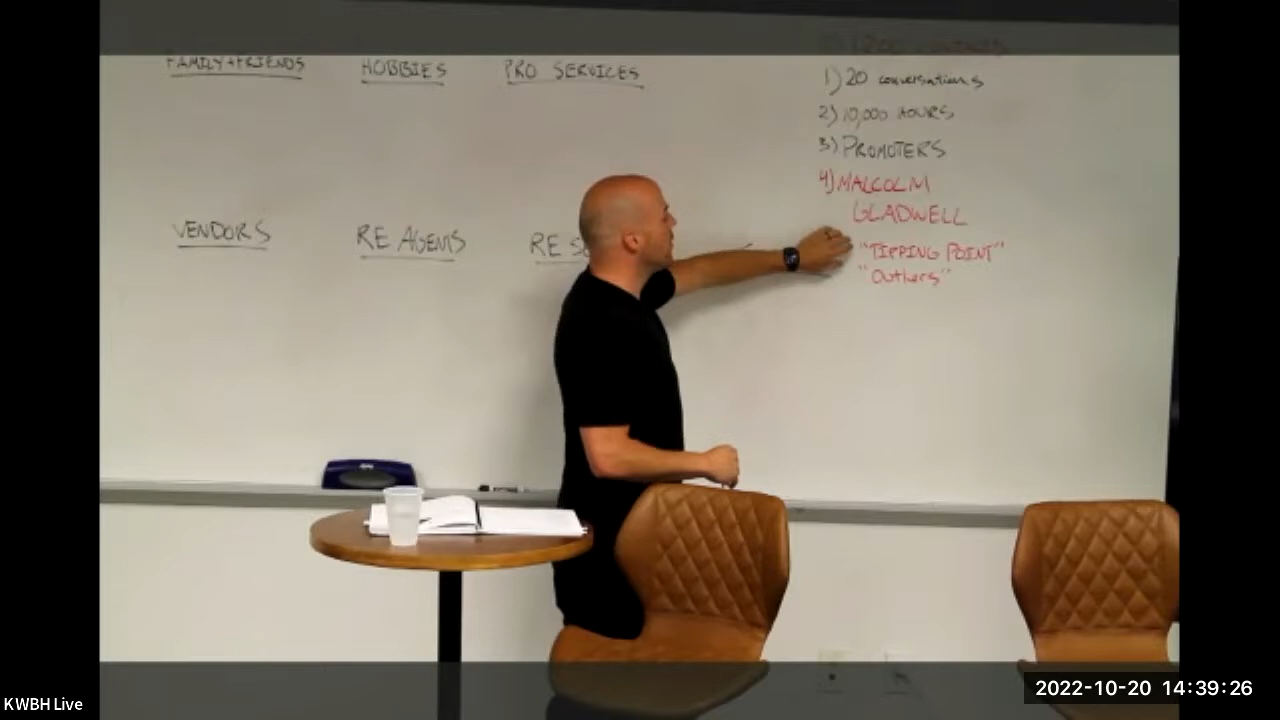 FAMILY+FRIENDS
HOBBIES
PRO SERVICES
VENDORS
RE AGENTS
RE
1) 20 conversations
2) 10,000 HOURS
3) PROMOTERS
4) MALCOLM
GLADWELL
"TIPPING POINT"
"Outliers"
KWBH Live
2022-10-20 14:39:26